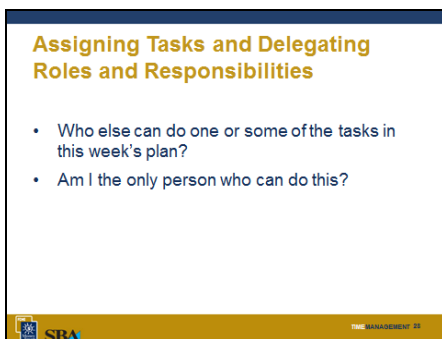 Assigning Tasks and Delegating
Roles and Responsibilities
• Who else can do one or some of the tasks in
this week's plan?
• Am I the only person who can do this?
SBA
TIME MANAGEMENT